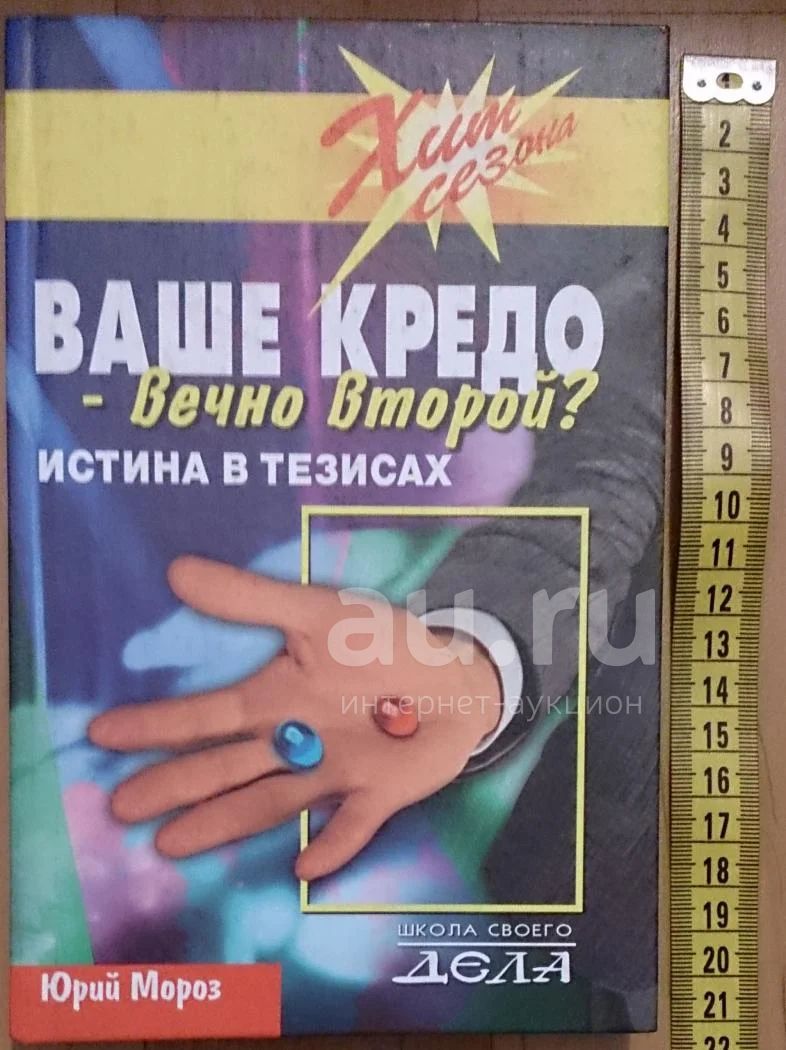 Хит
сезона
ВАШЕ КРЕДО
- вечно второй?
ИСТИНА В ТЕЗИСАХ
au.ru
интернет-аукцион
ШКОЛА СВОЕГО
ДЕЛА
Юрий Мороз
2
3
4
5
6
7
8
9
10
11
12
13
14
15
16
17
18
19
20
21
22